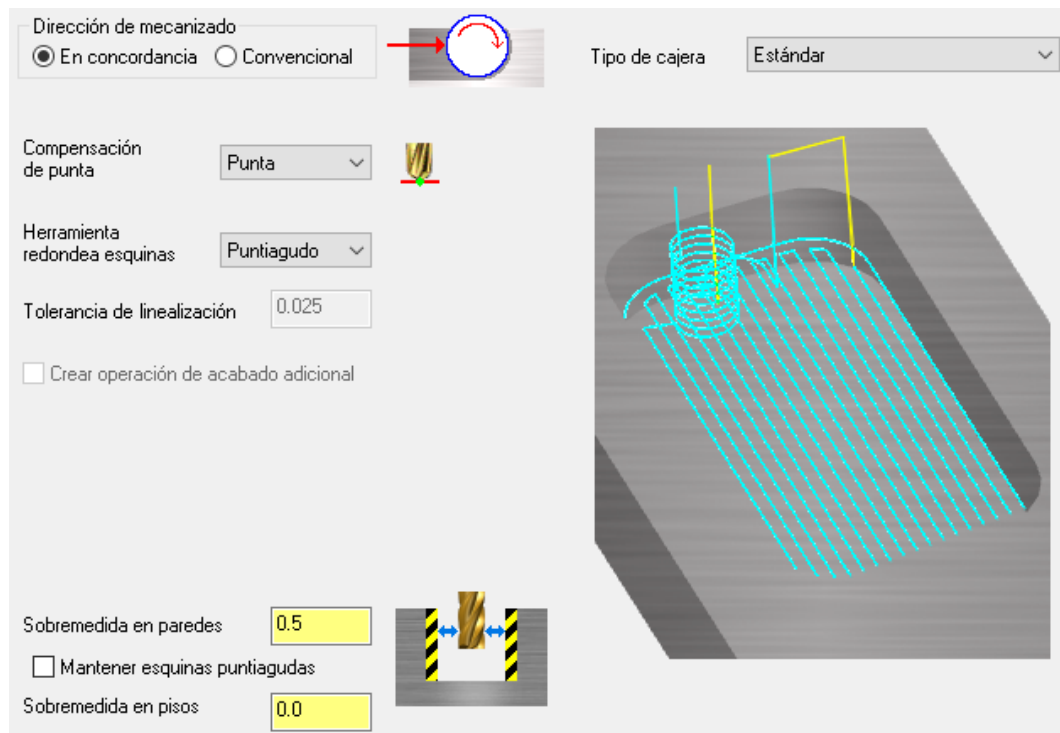 Dirección de mecanizado
En concordancia Convencional
Tipo de cajera Estándar
Compensación
de punta
Punta
Herramienta
redondea esquinas
Puntiagudo
Tolerancia de linealización 0.025
Crear operación de acabado adicional
Sobremedida en paredes 0.5
Mantener esquinas puntiagudas
Sobremedida en pisos 0.0